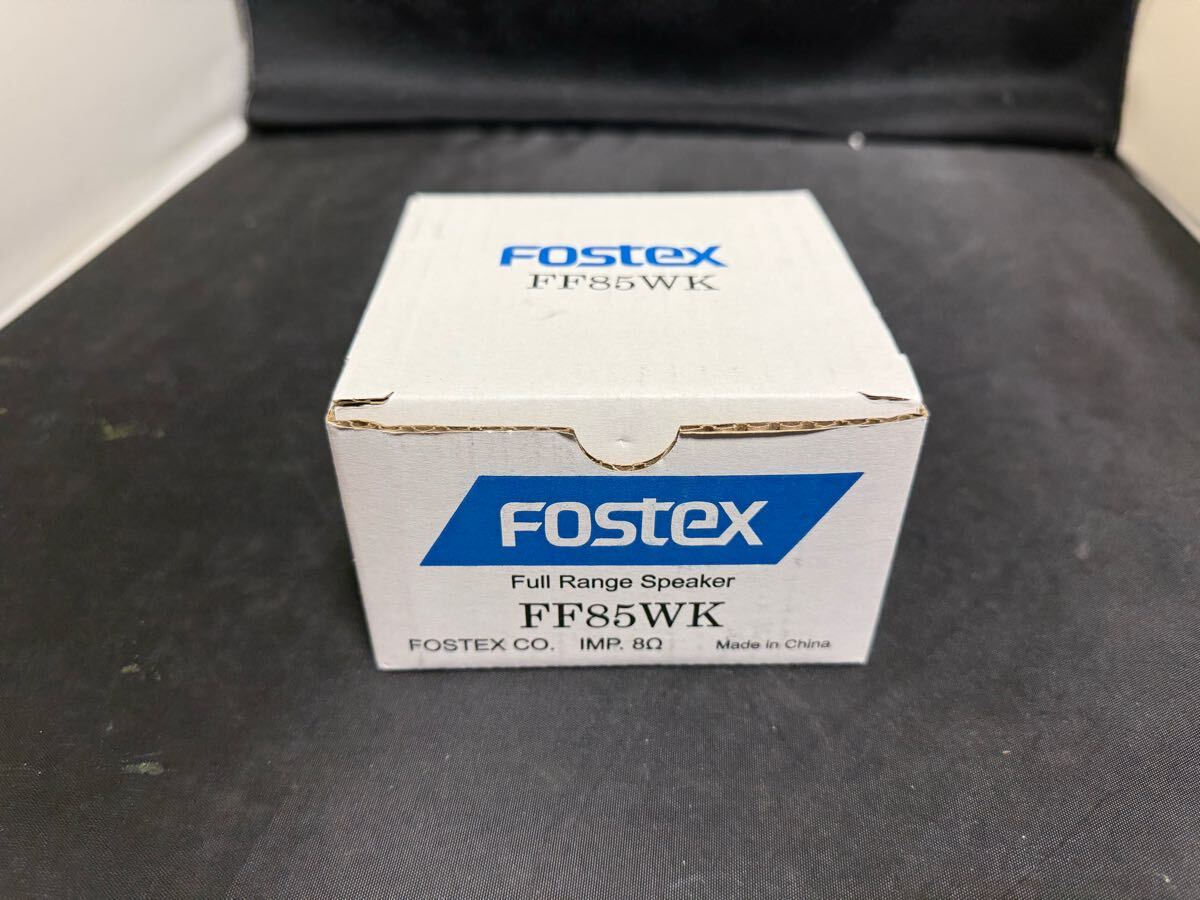 FOSTEX
FF85WK
FOSTEX
Full Range Speaker
FF85WK
FOSTEX CO. IMP. 8Ω Made in China